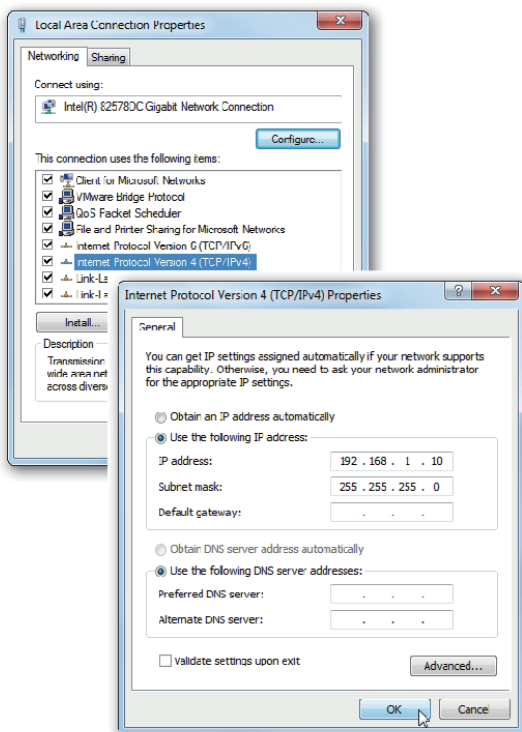 Local Area Connection Properties
Networking
Sharing
Connect using:
Intel(R) 82578DC Gigabit Network Connection
Configure...
This connection uses the following items:
Client for Microsoft Networks
VMware Bridge Protocol
QoS Packet Scheduler
File and Printer Sharing for Microsoft Networks
Internet Protocol Version 6 (TCP/IPv6)
Internet Protocol Version 4 (TCP/IPv4)
Link-La
Link-La
Install...
Description
Transmission
wide area net
across diverse
Internet Protocol Version 4 (TCP/IPv4) Properties
General
You can get IP settings assigned automatically if your network supports
this capability. Otherwise, you need to ask your network administrator
for the appropriate IP settings.
Obtain an IP address automatically
Use the following IP address:
IP address: 192 . 168 . 1 . 10
Subnet mask: 255 . 255 . 255 . 0
Default gateway: . . .
Obtain DNS server address automatically
Use the following DNS server addresses:
Preferred DNS server: . . .
Alternate DNS server: . . .
Validate settings upon exit
Advanced...
OK
Cancel